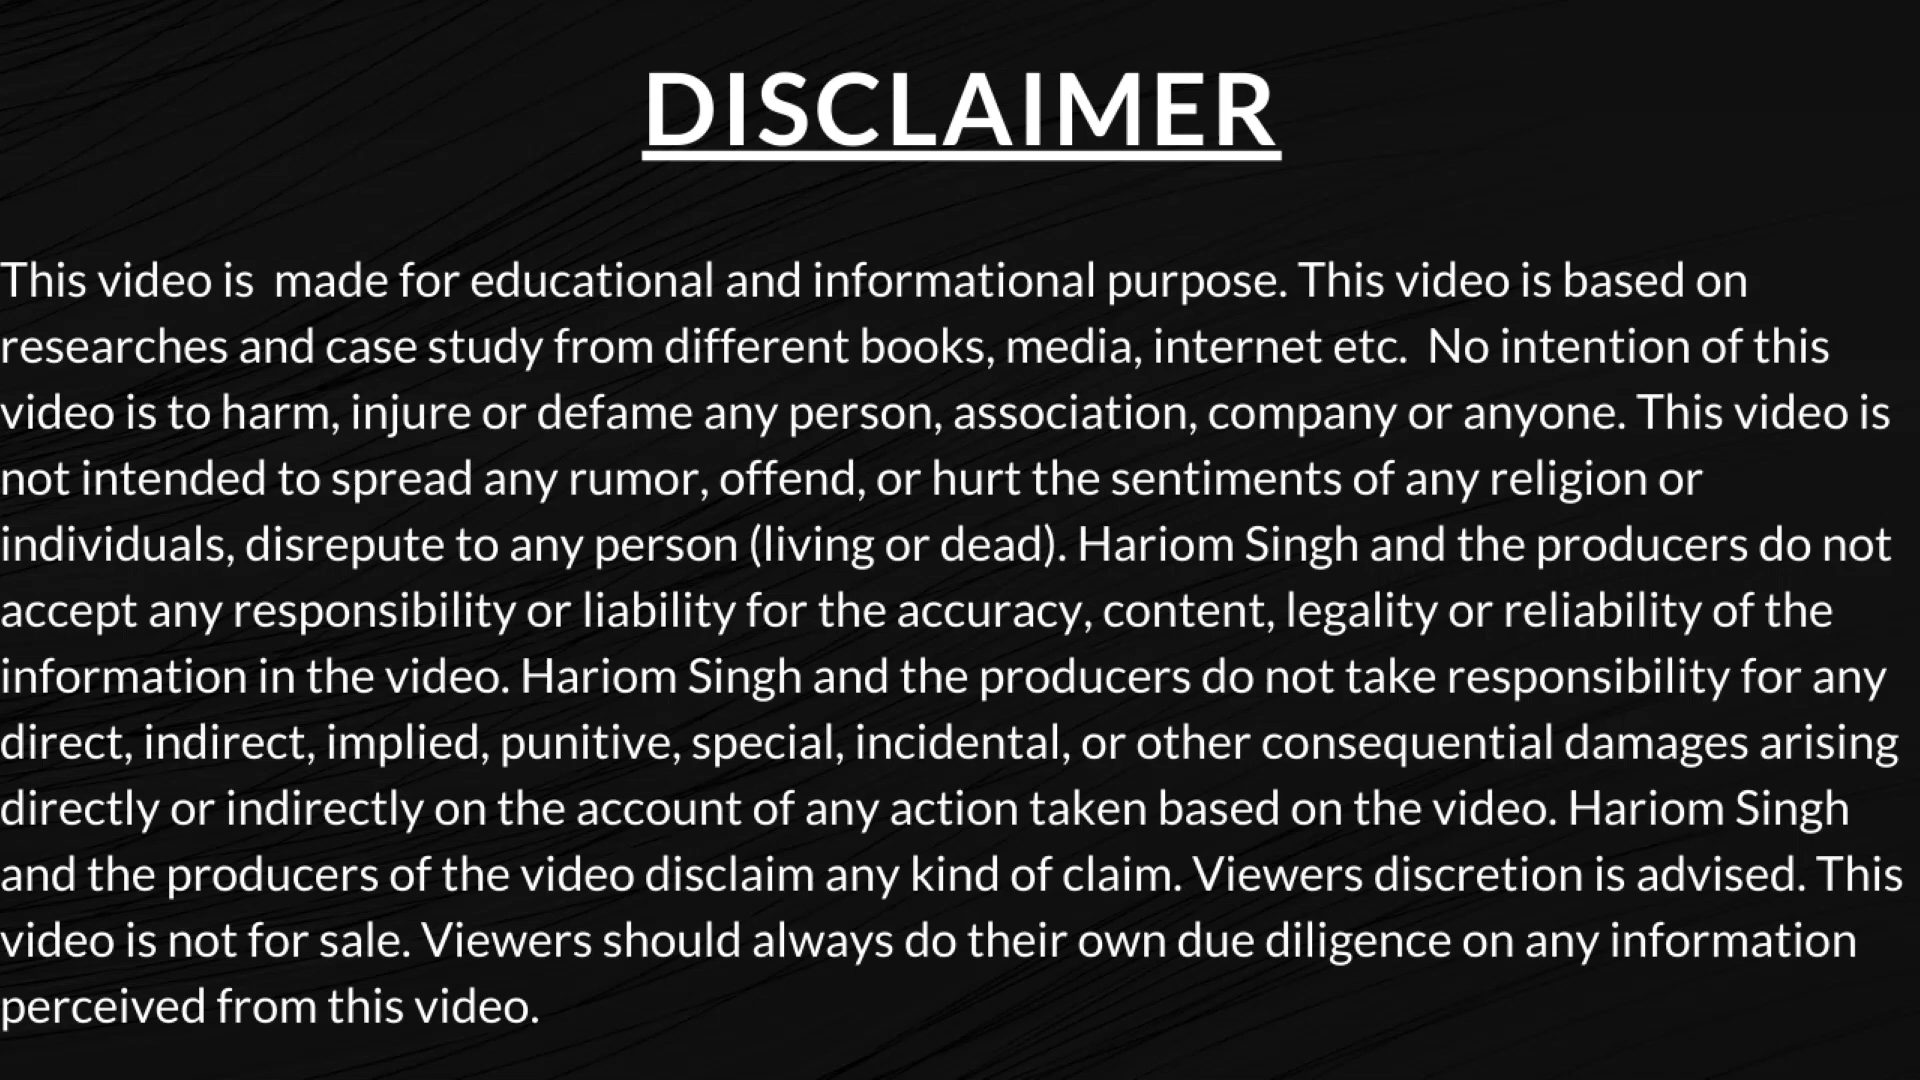 DISCLAIMER
This video is  made for educational and informational purpose. This video is based on
researches and case study from different books, media, internet etc.  No intention of this
video is to harm, injure or defame any person, association, company or anyone. This video is
not intended to spread any rumor, offend, or hurt the sentiments of any religion or
individuals, disrepute to any person (living or dead). Hariom Singh and the producers do not
accept any responsibility or liability for the accuracy, content, legality or reliability of the
information in the video. Hariom Singh and the producers do not take responsibility for any
direct, indirect, implied, punitive, special, incidental, or other consequential damages arising
directly or indirectly on the account of any action taken based on the video. Hariom Singh
and the producers of the video disclaim any kind of claim. Viewers discretion is advised. This
video is not for sale. Viewers should always do their own due diligence on any information
perceived from this video.